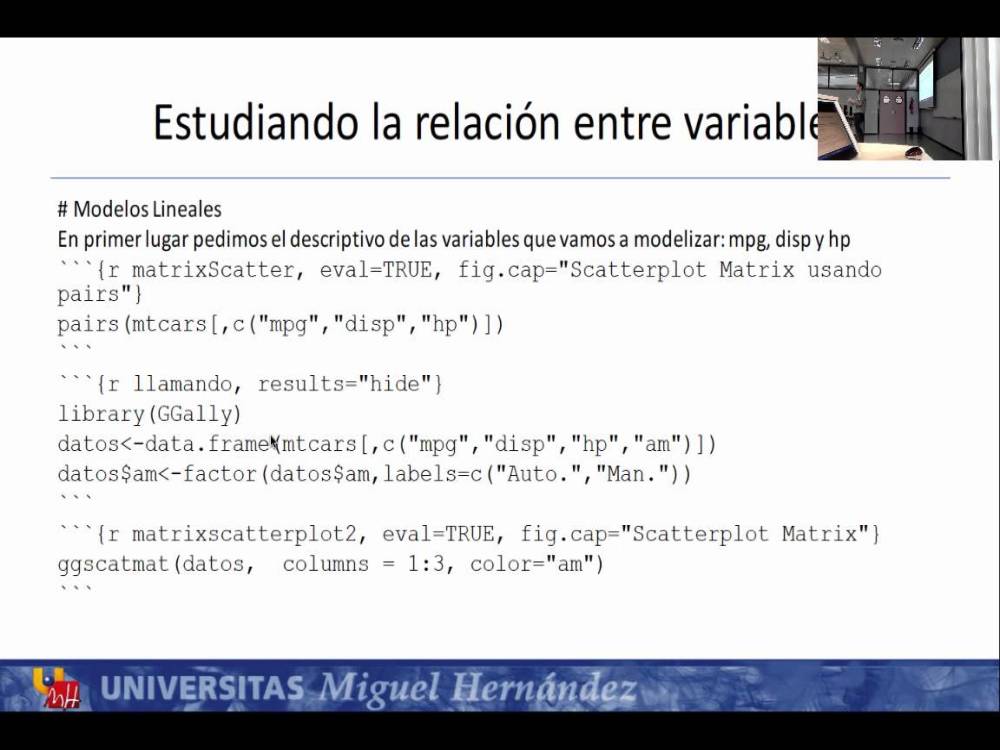 Estudiando la relación entre variable
# Modelos Lineales
En primer lugar pedimos el descriptivo de las variables que vamos a modelizar: mpg, disp y hp
```{r matrixScatter, eval=TRUE, fig.cap="Scatterplot Matrix usando
pairs"}
pairs(mtcars[,c("mpg","disp","hp")])
```
```{r llamando, results="hide"}
library(GGally)
datos<-data.frame(mtcars[,c("mpg","disp","hp","am")])
datos$am<-factor(datos$am,labels=c("Auto.","Man."))
```
```{r matrixscatterplot2, eval=TRUE, fig.cap="Scatterplot Matrix"}
ggscatmat(datos,  columns = 1:3, color="am")
```
UNIVERSITAS Miguel Hernández